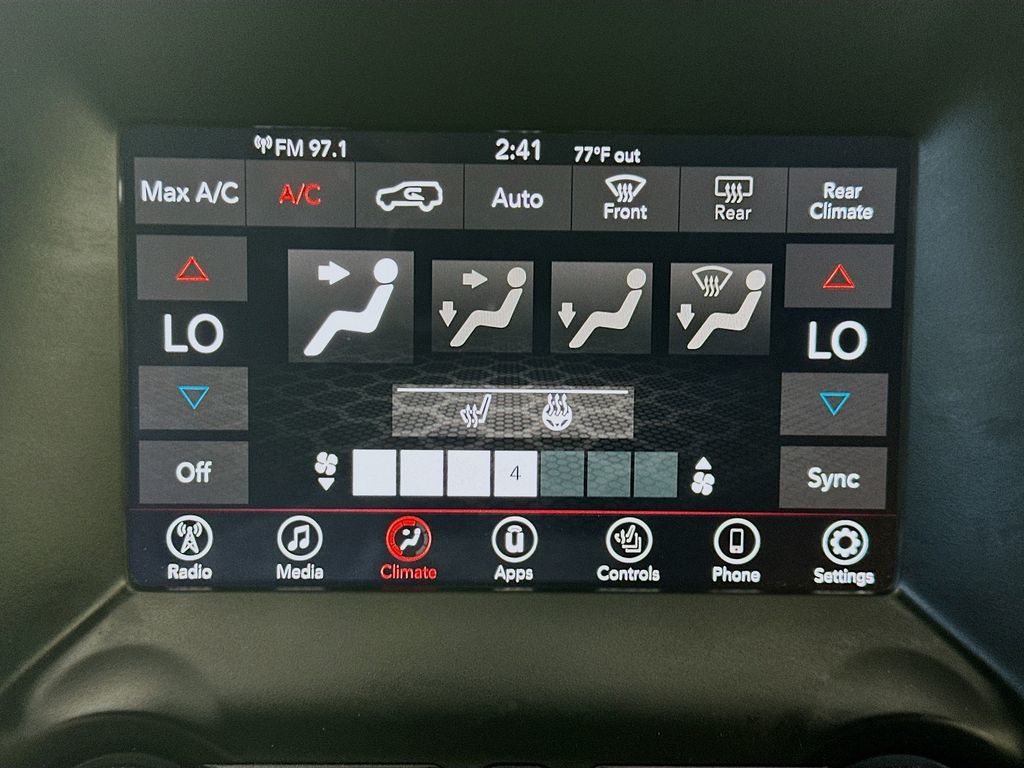 FM 97.1
2:41
77°F out
Max A/C
A/C
Auto
Front
Rear
Rear
Climate
LO
LO
Off
4
Sync
Radio
Media
Climate
Apps
Controls
Phone
Settings